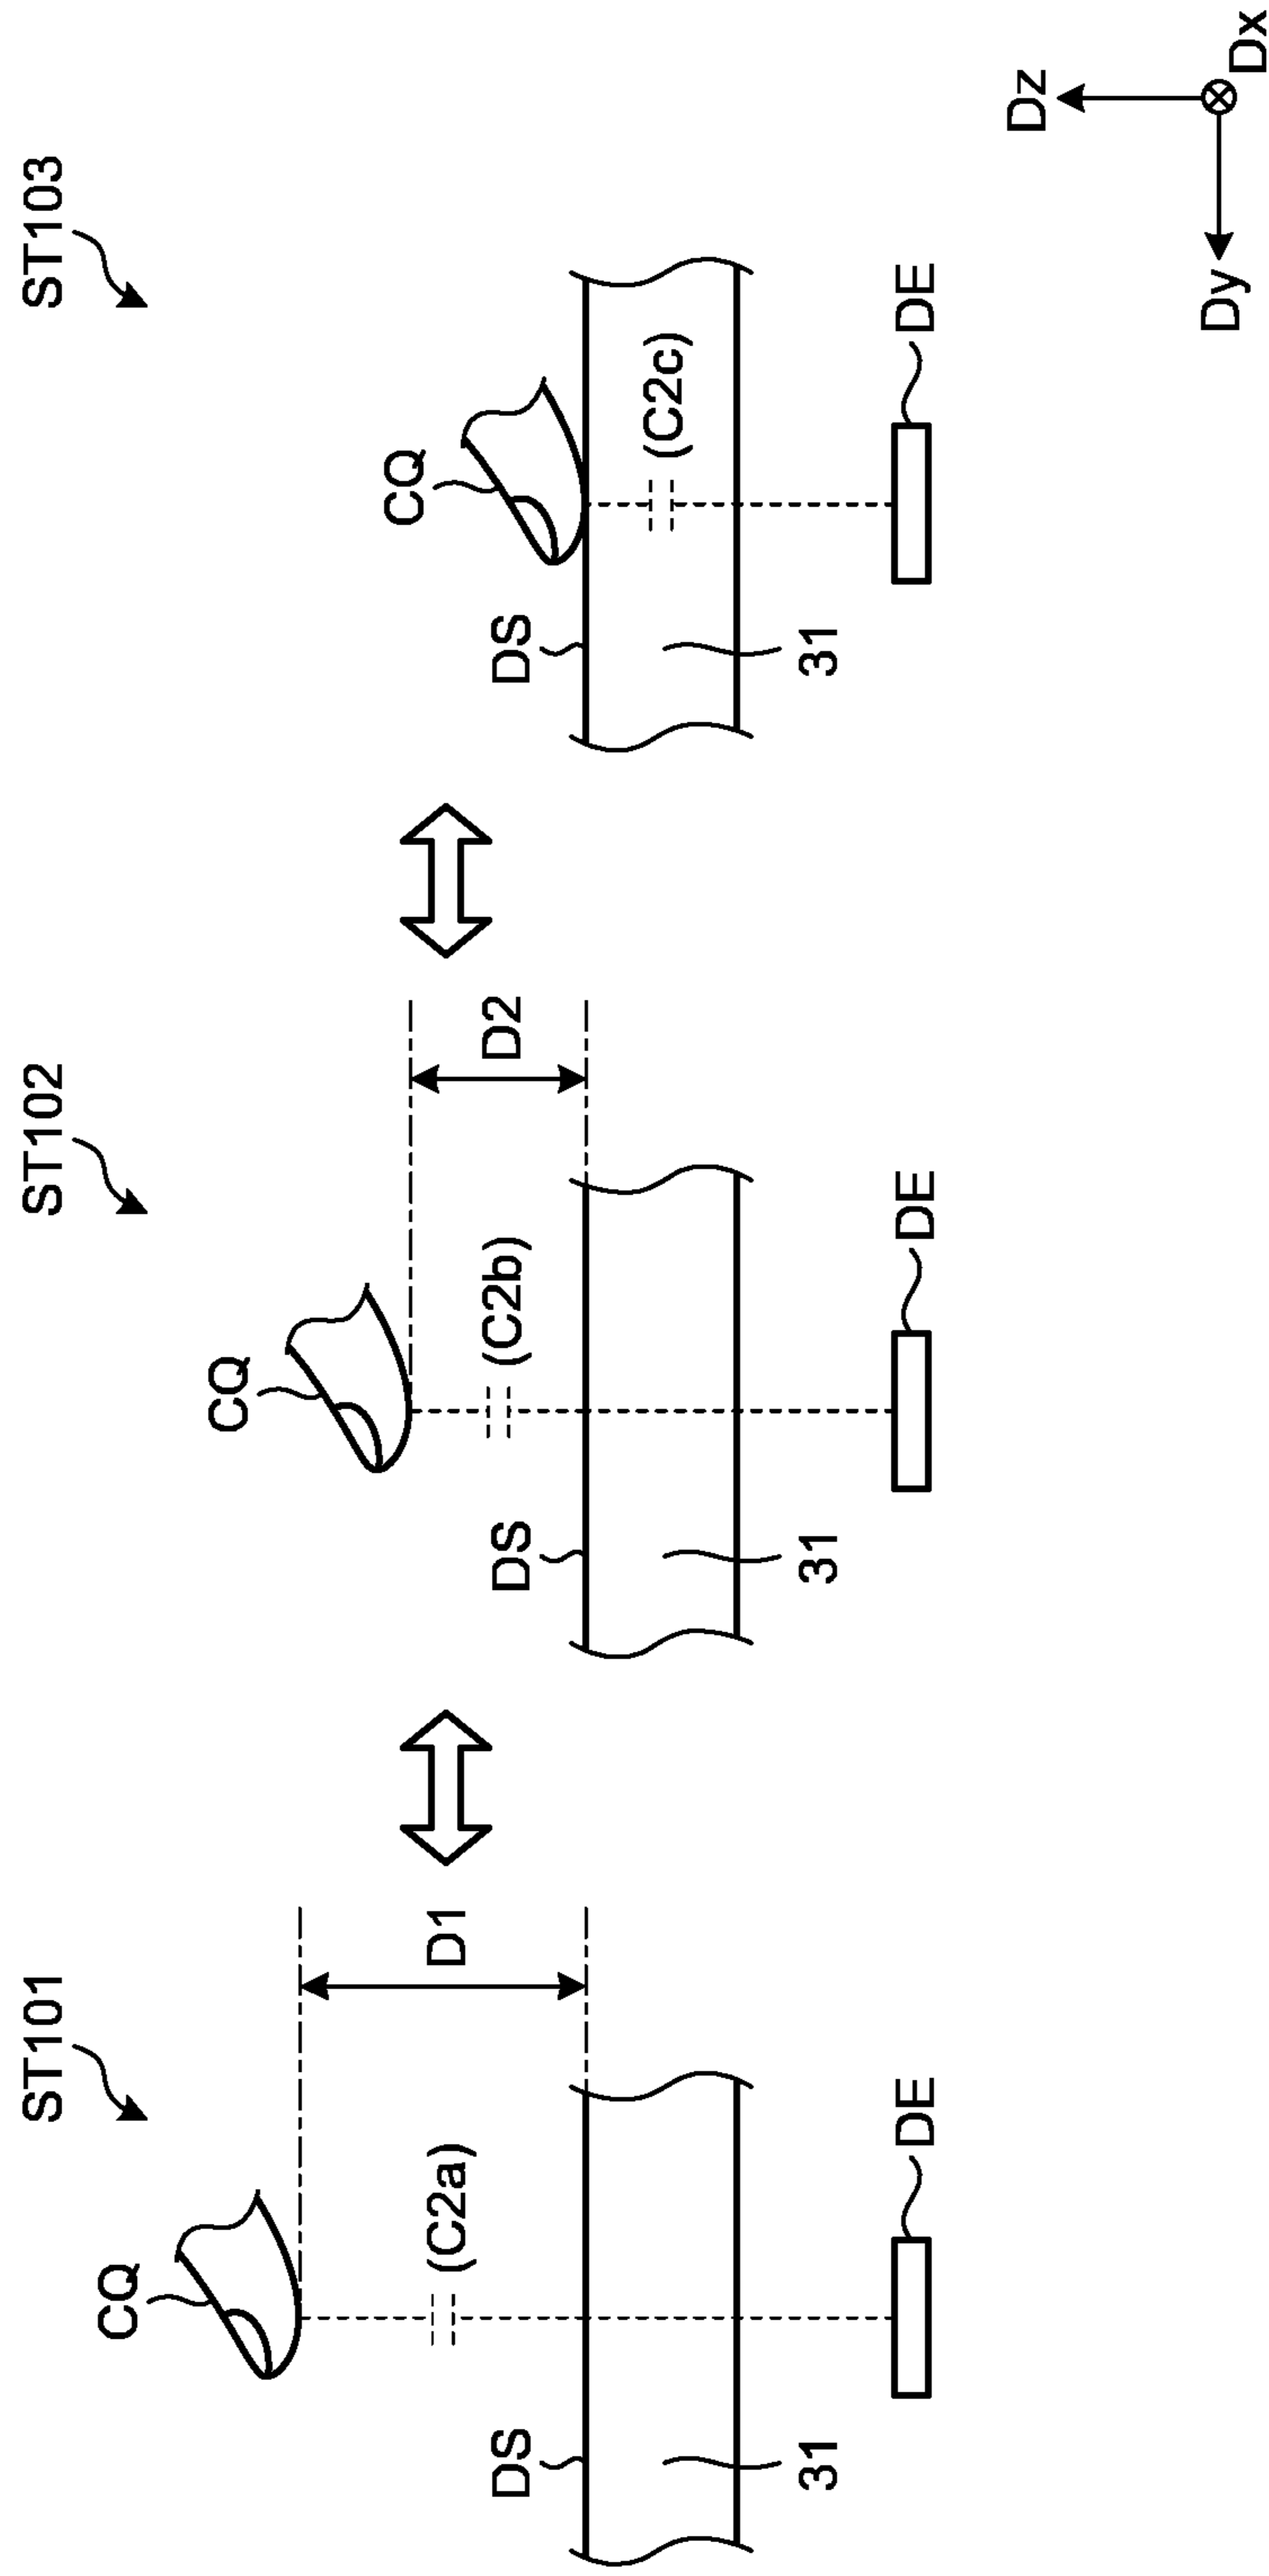 ST101
CQ
(C2a)
D1
DS
31
DE
ST102
CQ
(C2b)
D2
DS
31
DE
ST103
CQ
(C2c)
DS
31
DE
Dz
Dy
Dx